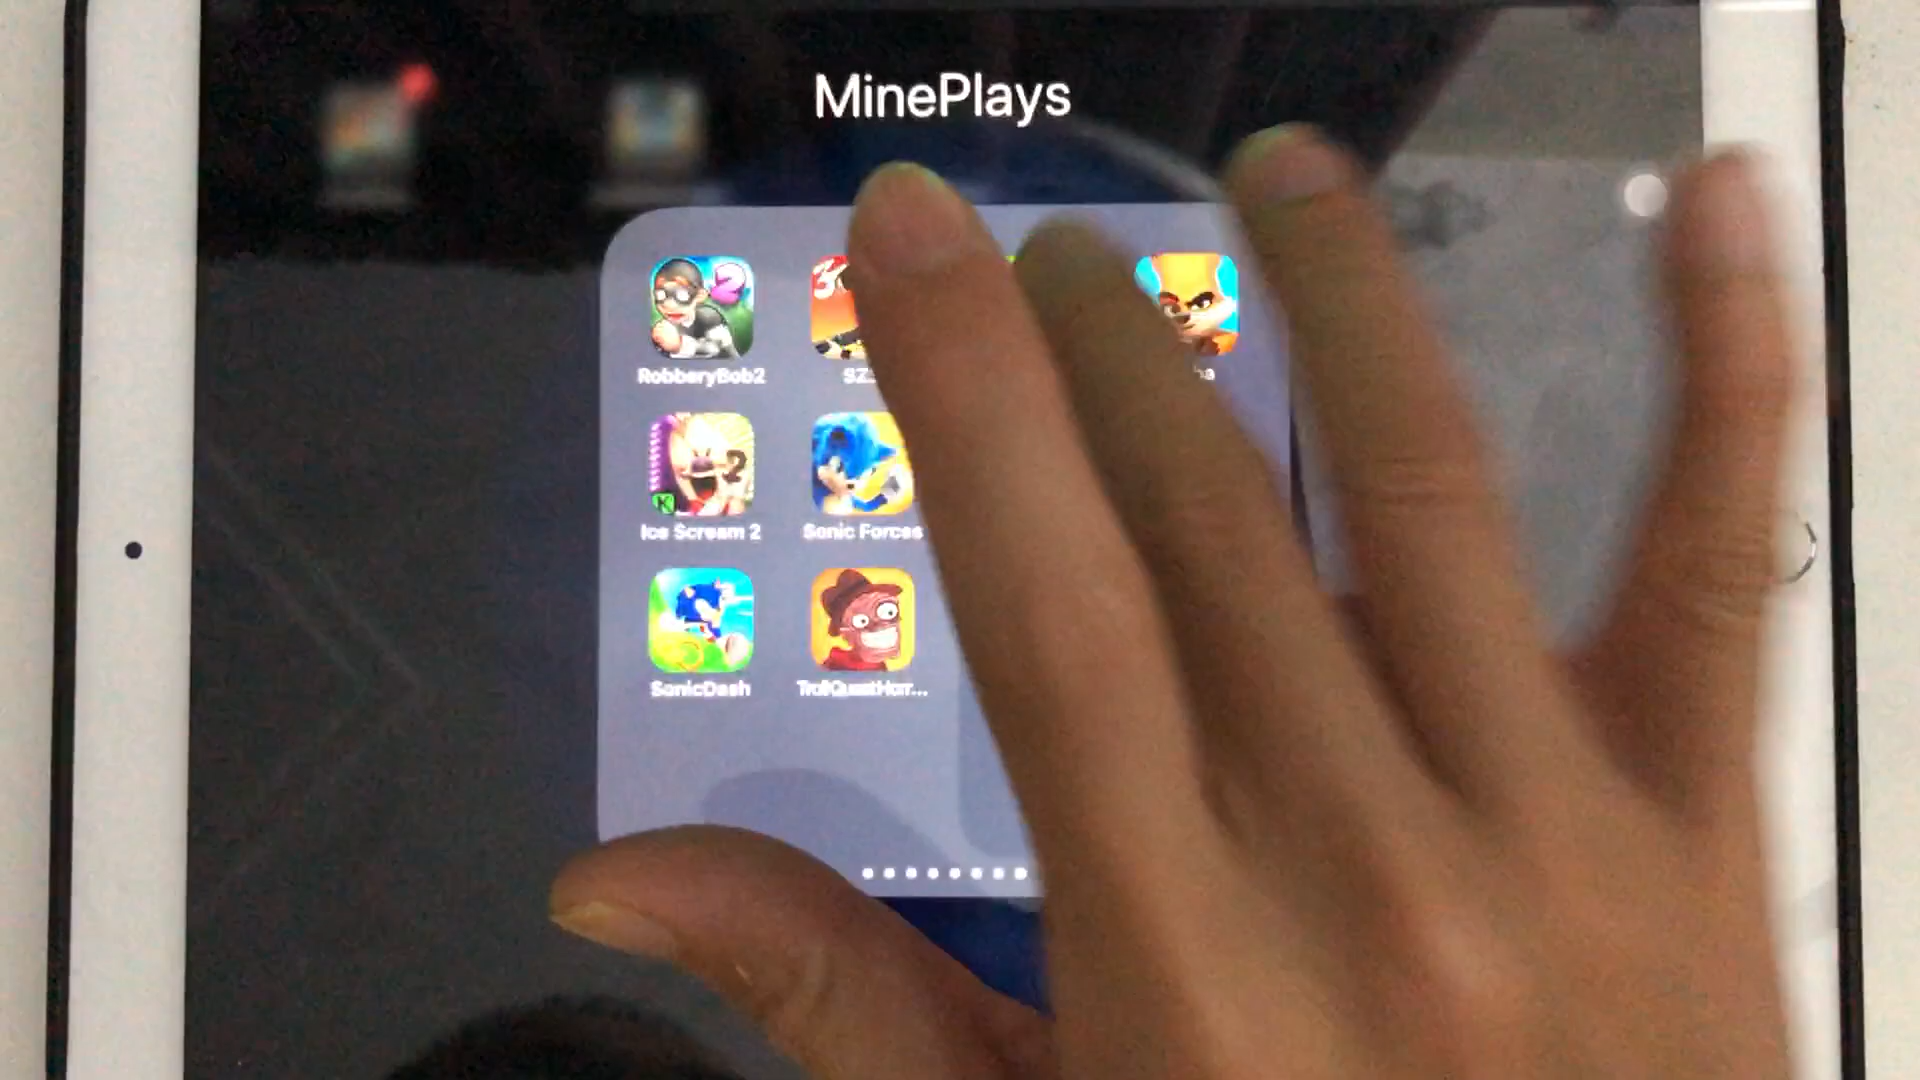 MinePlays
RobberyBob2
Ice Scream 2
Sonic Forces
SonicDash
TrollQuestHorr...